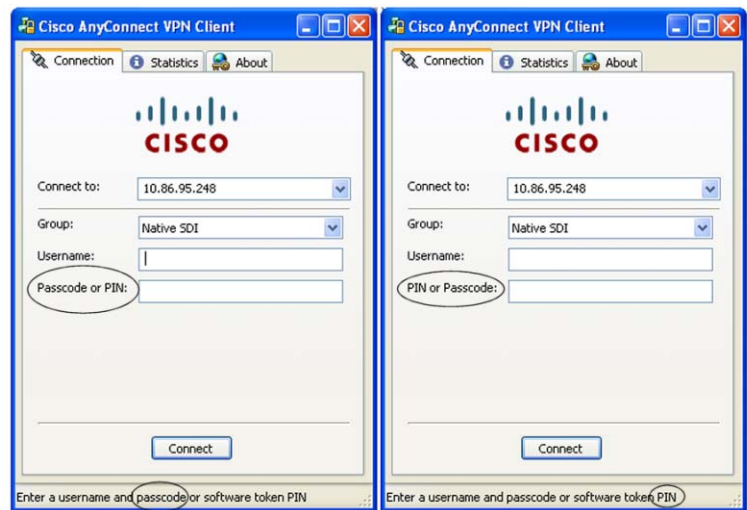 Cisco AnyConnect VPN Client
Connection Statistics About
CISCO
Connect to: 10.86.95.248
Group: Native SDI
Username:
Passcode or PIN:
Connect
Enter a username and passcode or software token PIN
Cisco AnyConnect VPN Client
Connection Statistics About
CISCO
Connect to: 10.86.95.248
Group: Native SDI
Username:
PIN or Passcode:
Connect
Enter a username and passcode or software token PIN